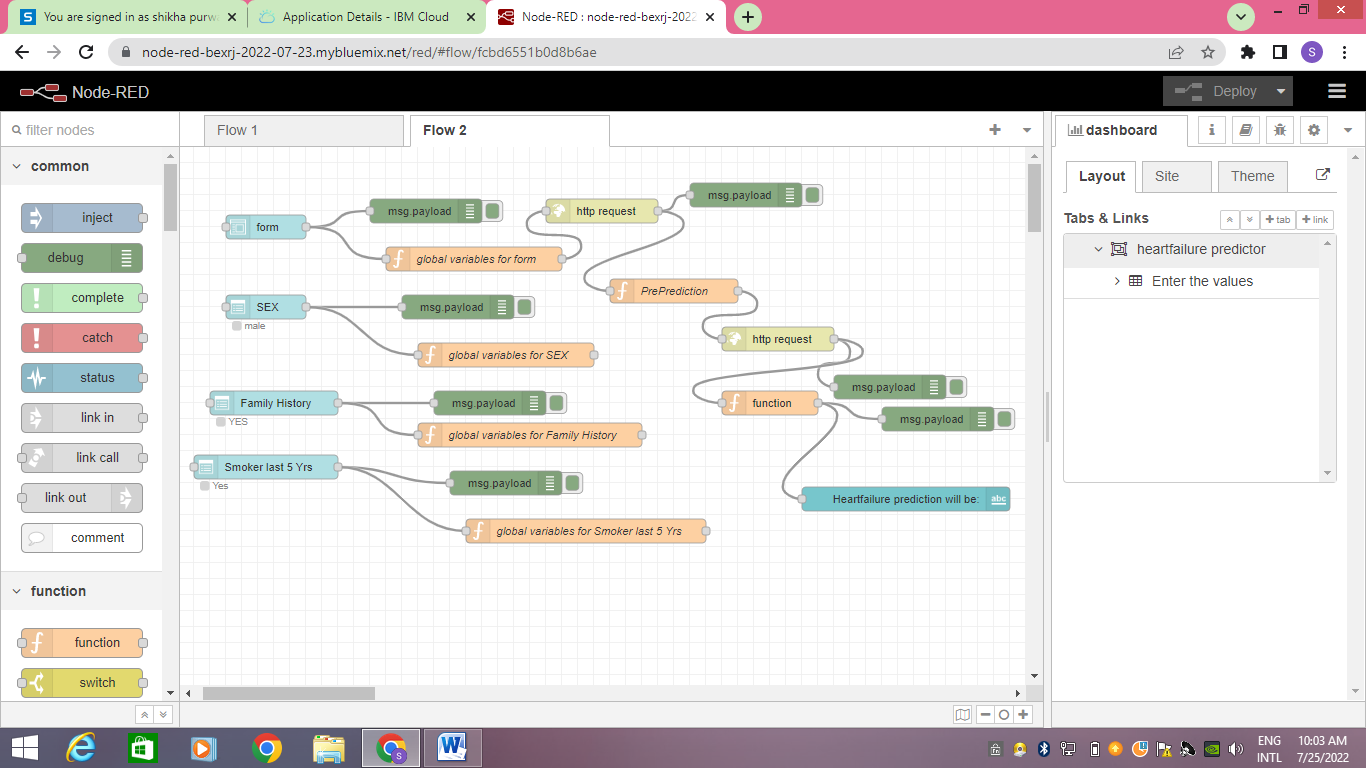 You are signed in as shikha purw
Application Details - IBM Cloud
Node-RED : node-red-bexrj-2022
node-red-bexrj-2022-07-23.mybluemix.net/red/#flow/fcbd6551b0d8b6ae
S
Node-RED
Deploy
filter nodes
common
inject
debug
complete
catch
status
link in
link call
link out
comment
function
function
switch
Flow 1
Flow 2
form
msg.payload
global variables for form
http request
msg.payload
PrePrediction
SEX
male
msg.payload
global variables for SEX
http request
Family History
YES
msg.payload
global variables for Family History
msg.payload
function
msg.payload
Smoker last 5 Yrs
Yes
msg.payload
global variables for Smoker last 5 Yrs
Heartfailure prediction will be:
abc
dashboard
Layout
Site
Theme
Tabs & Links
tab
link
heartfailure predictor
Enter the values
ENG
INTL
10:03 AM
7/25/2022